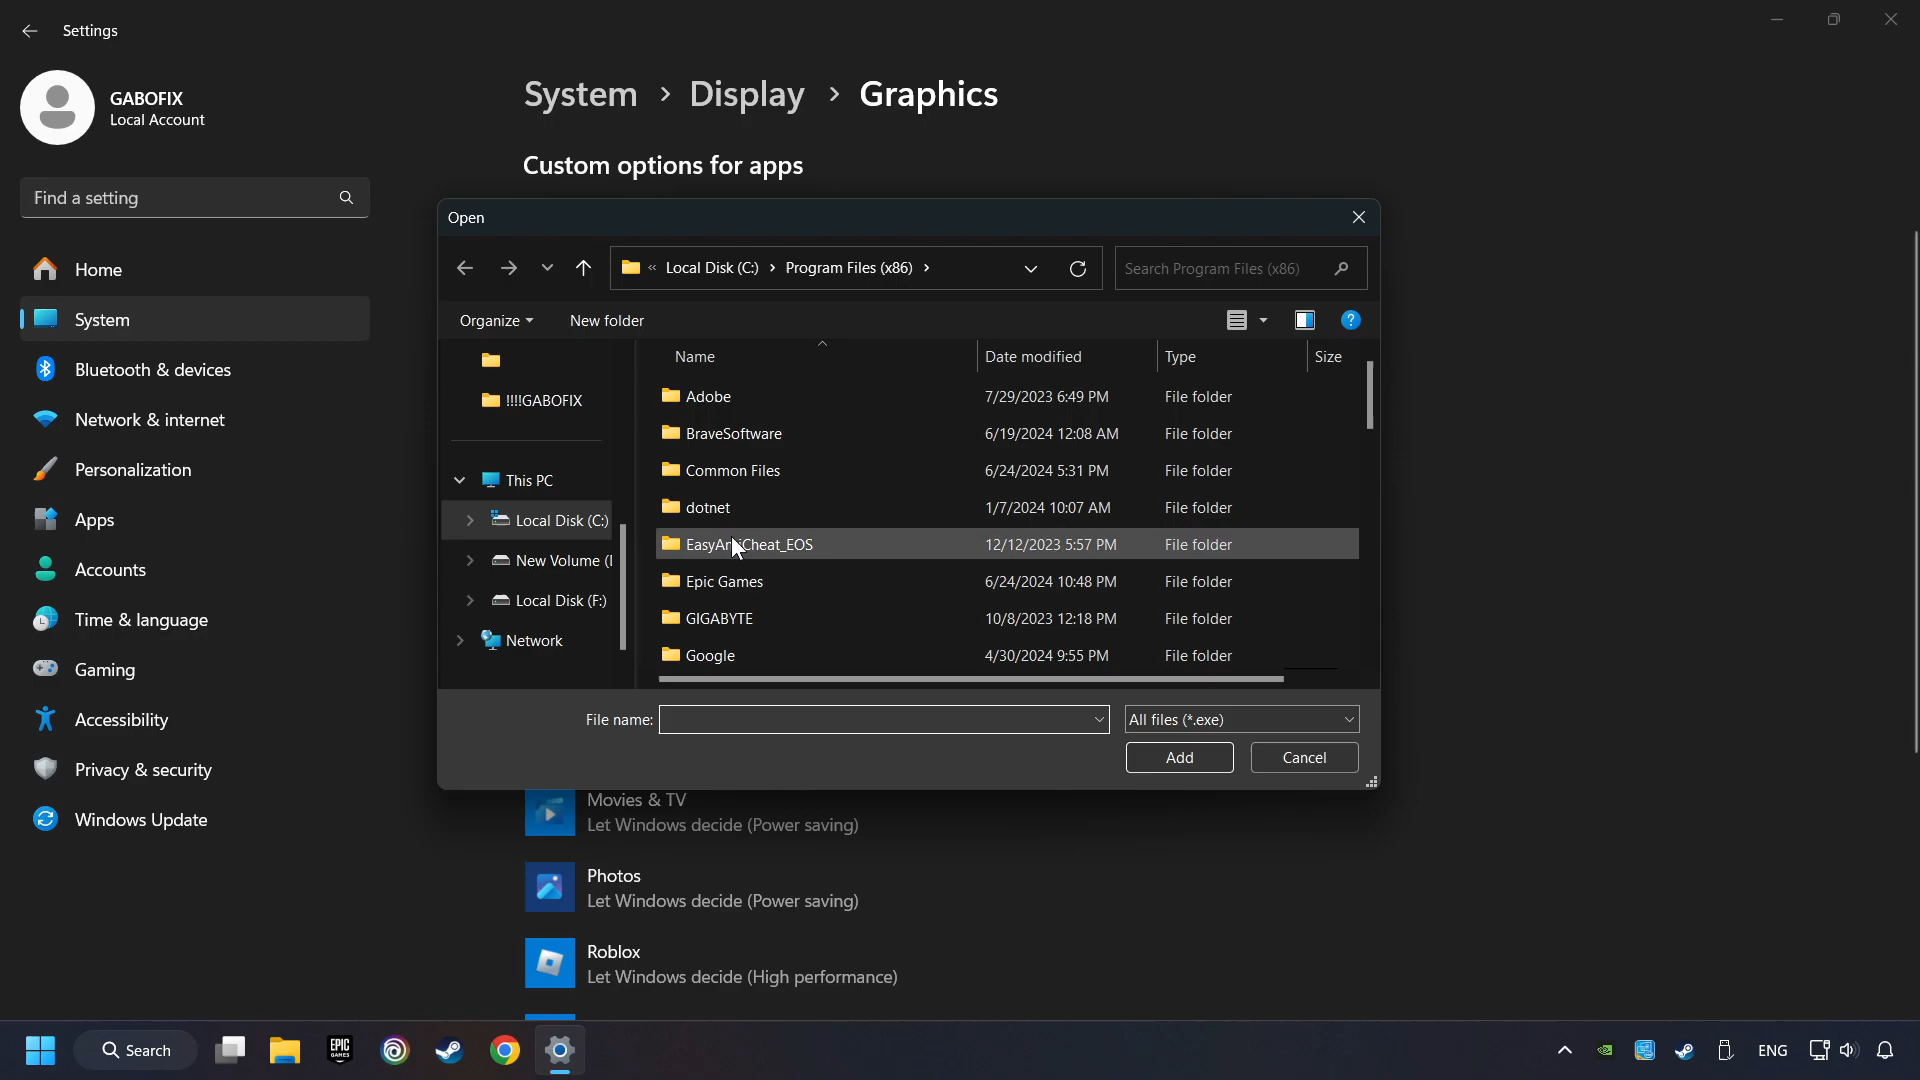 Settings
GABOFIX
Local Account
Find a setting
Home
System
Bluetooth & devices
Network & internet
Personalization
Apps
Accounts
Time & language
Gaming
Accessibility
Privacy & security
Windows Update
System > Display > Graphics
Custom options for apps
Open
« Local Disk (C:) > Program Files (x86) >
Search Program Files (x86)
Organize
New folder
!!!!GABOFIX
This PC
Local Disk (C:)
New Volume (
Local Disk (F:)
Network
Name Date modified Type Size
Adobe 7/29/2023 6:49 PM File folder
BraveSoftware 6/19/2024 12:08 AM File folder
Common Files 6/24/2024 5:31 PM File folder
dotnet 1/7/2024 10:07 AM File folder
EasyAntiCheat_EOS 12/12/2023 5:57 PM File folder
Epic Games 6/24/2024 10:48 PM File folder
GIGABYTE 10/8/2023 12:18 PM File folder
Google 4/30/2024 9:55 PM File folder
File name:
All files (*.exe)
Add
Cancel
Movies & TV
Let Windows decide (Power saving)
Photos
Let Windows decide (Power saving)
Roblox
Let Windows decide (High performance)
Search
EPIC
GAMES
ENG